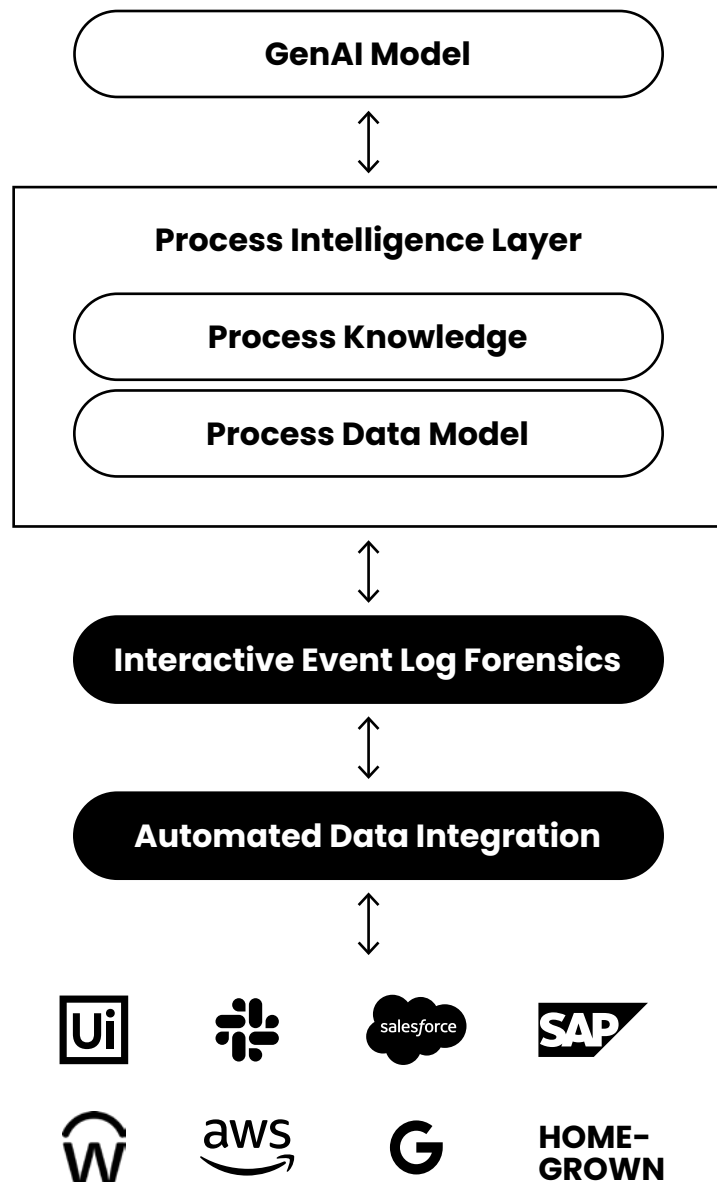 GenAI Model
Process Intelligence Layer
Process Knowledge
Process Data Model
Interactive Event Log Forensics
Automated Data Integration
Ui
salesforce
SAP
W
aws
G
HOME-
GROWN